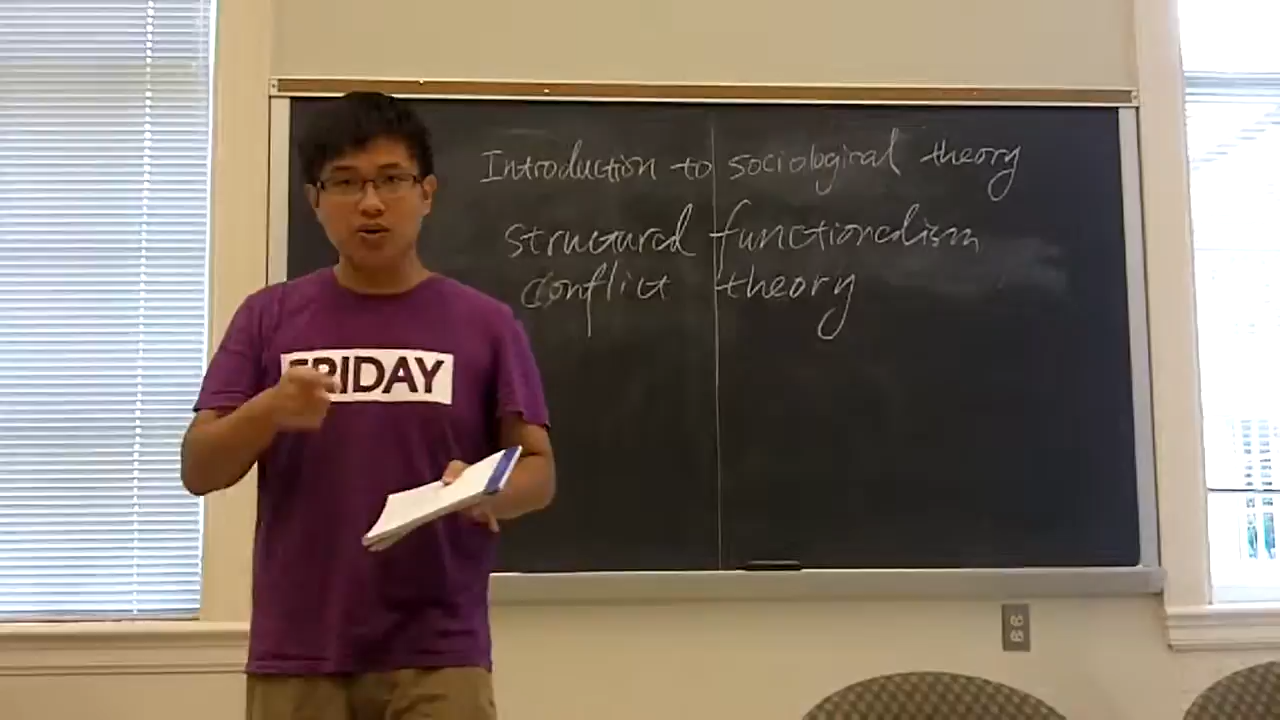 Introduction to sociological theory
structural functionalism
conflict theory
FRIDAY